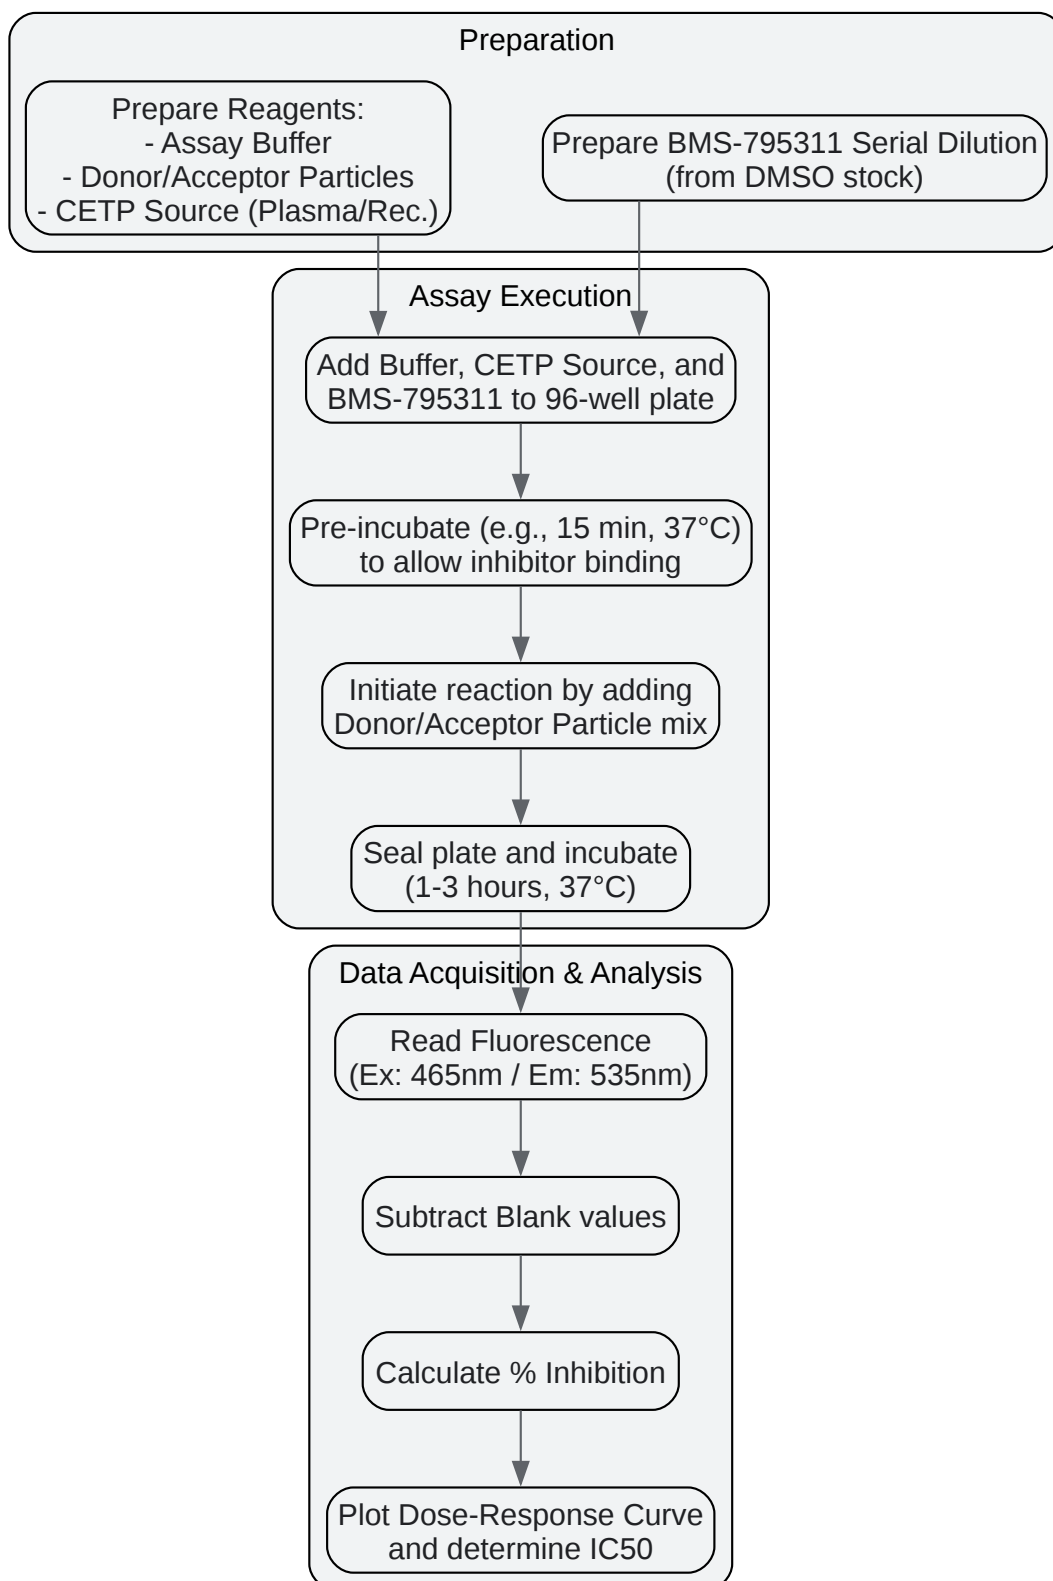 Preparation
Prepare Reagents:
- Assay Buffer
- Donor/Acceptor Particles
- CETP Source (Plasma/Rec.)
Prepare BMS-795311 Serial Dilution
(from DMSO stock)
Assay Execution
Add Buffer, CETP Source, and
BMS-795311 to 96-well plate
Pre-incubate (e.g., 15 min, 37°C)
to allow inhibitor binding
Initiate reaction by adding
Donor/Acceptor Particle mix
Seal plate and incubate
(1-3 hours, 37°C)
Data Acquisition & Analysis
Read Fluorescence
(Ex: 465nm / Em: 535nm)
Subtract Blank values
Calculate % Inhibition
Plot Dose-Response Curve
and determine IC50